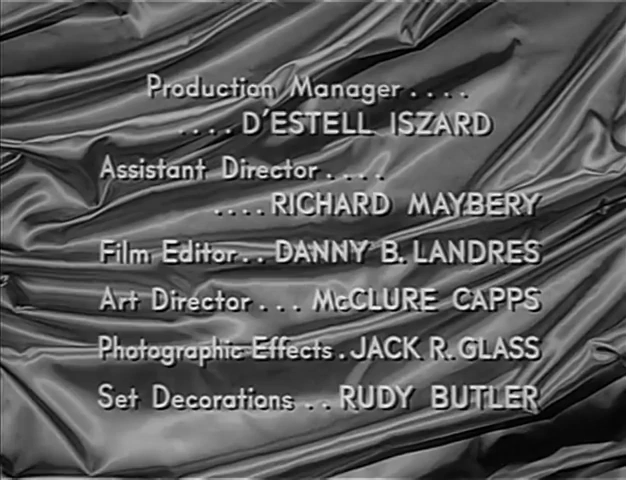 Production Manager....
....D'ESTELL ISZARD
Assistant Director....
....RICHARD MAYBERY
Film Editor..DANNY B. LANDRES
Art Director...McCLURE CAPPS
Photographic Effects.JACK R. GLASS
Set Decorations..RUDY BUTLER